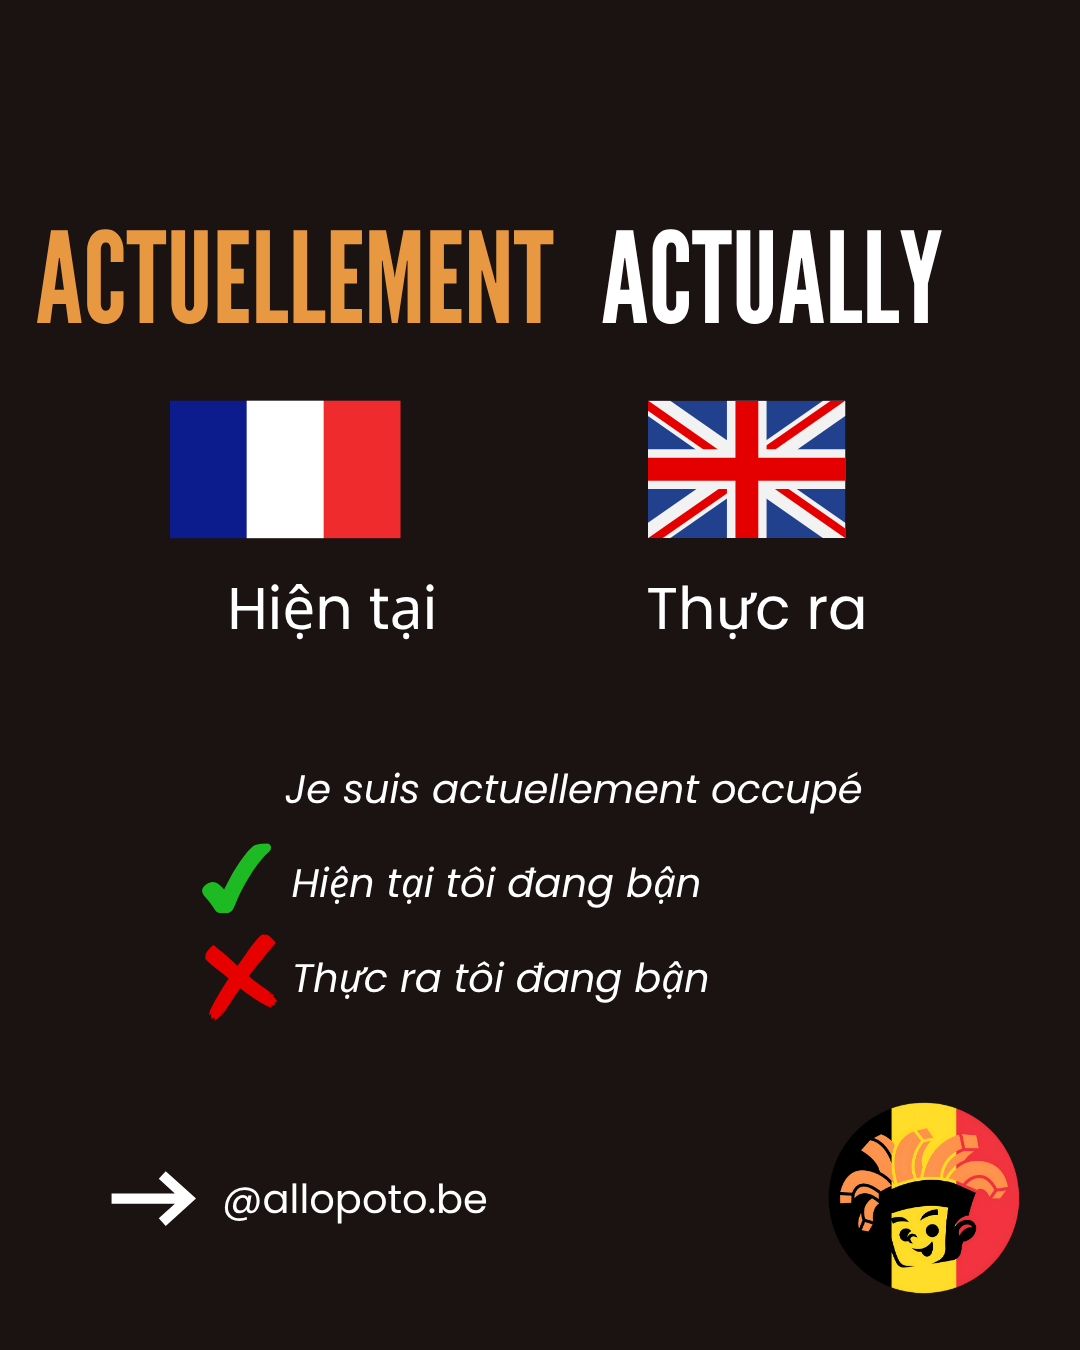 ACTUELLEMENT ACTUALLY
Hiện tại Thực ra
Je suis actuellement occupé
Hiện tại tôi đang bận
Thực ra tôi đang bận
@allopoto.be